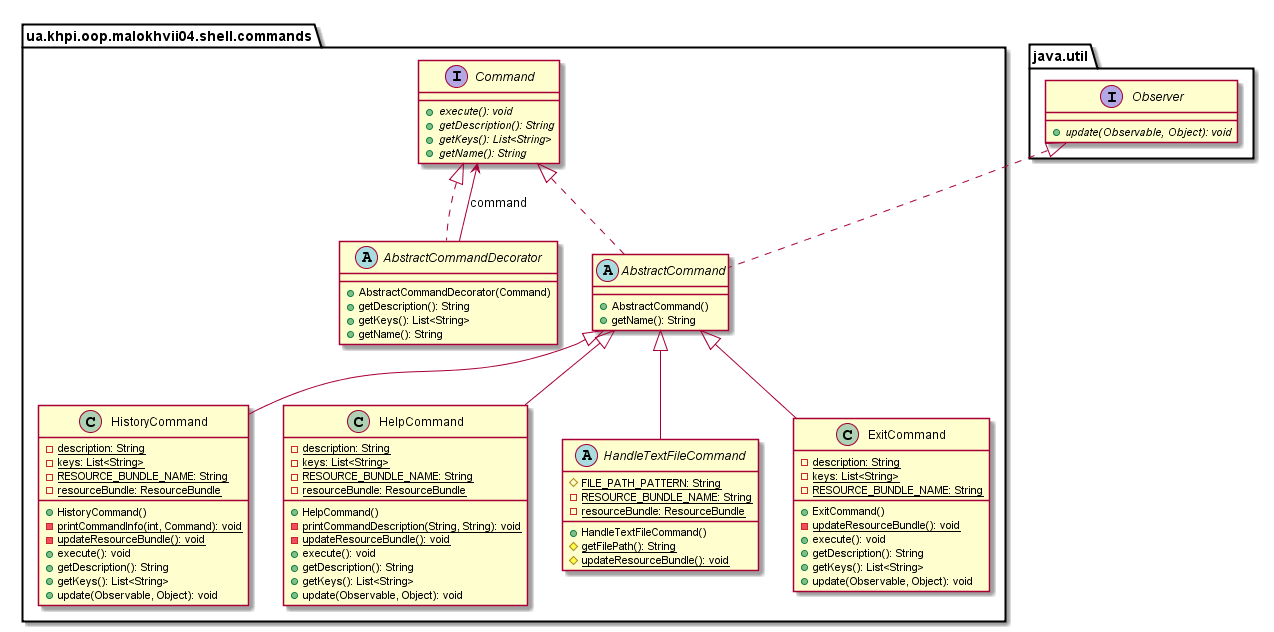 ua.khpi.oop.malokhvii04.shell.commands
java.util
I Command
execute(): void
getDescription(): String
getKeys(): List<String>
getName(): String
I Observer
update(Observable, Object): void
command
A AbstractCommandDecorator
AbstractCommandDecorator(Command)
getDescription(): String
getKeys(): List<String>
getName(): String
A AbstractCommand
AbstractCommand()
getName(): String
C HistoryCommand
description: String
keys: List<String>
RESOURCE_BUNDLE_NAME: String
resourceBundle: ResourceBundle
HistoryCommand()
printCommandInfo(int, Command): void
updateResourceBundle(): void
execute(): void
getDescription(): String
getKeys(): List<String>
update(Observable, Object): void
C HelpCommand
description: String
keys: List<String>
RESOURCE_BUNDLE_NAME: String
resourceBundle: ResourceBundle
HelpCommand()
printCommandDescription(String, String): void
updateResourceBundle(): void
execute(): void
getDescription(): String
getKeys(): List<String>
update(Observable, Object): void
A HandleTextFileCommand
FILE_PATH_PATTERN: String
RESOURCE_BUNDLE_NAME: String
resourceBundle: ResourceBundle
HandleTextFileCommand()
getFilePath(): String
updateResourceBundle(): void
C ExitCommand
description: String
keys: List<String>
RESOURCE_BUNDLE_NAME: String
ExitCommand()
updateResourceBundle(): void
execute(): void
getDescription(): String
getKeys(): List<String>
update(Observable, Object): void